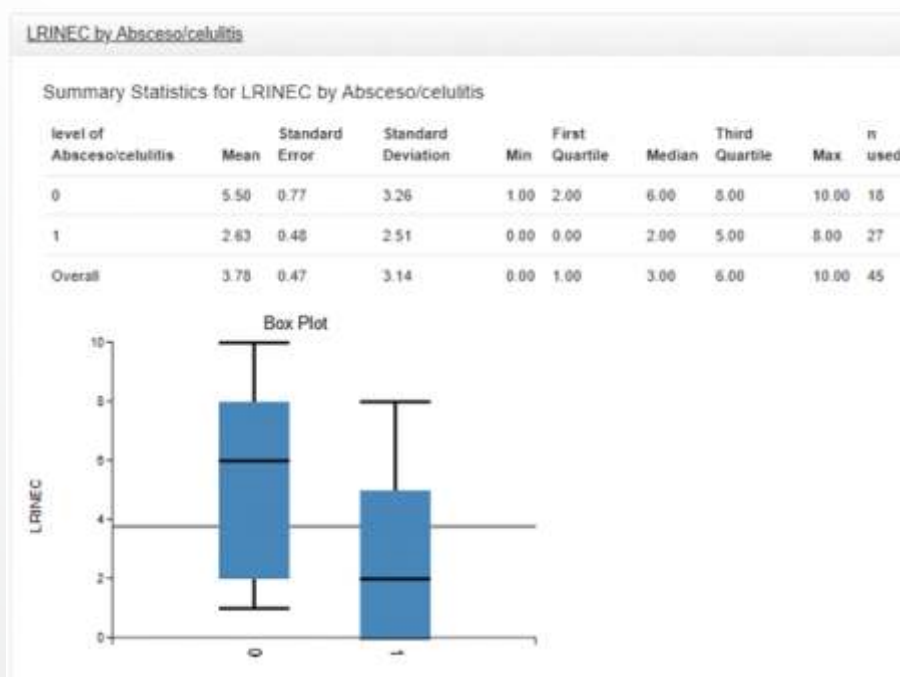 LRINEC by Absceso/celulitis
Summary Statistics for LRINEC by Absceso/celulitis
level of Absceso/celulitis Mean Standard Error Standard Deviation Min First Quartile Median Third Quartile Max n used
0 5.50 0.77 3.26 1.00 2.00 6.00 8.00 10.00 18
1 2.63 0.48 2.51 0.00 0.00 2.00 5.00 8.00 27
Overall 3.78 0.47 3.14 0.00 1.00 3.00 6.00 10.00 45
Box Plot
10
8
6
4
2
0
LRINEC
0 1